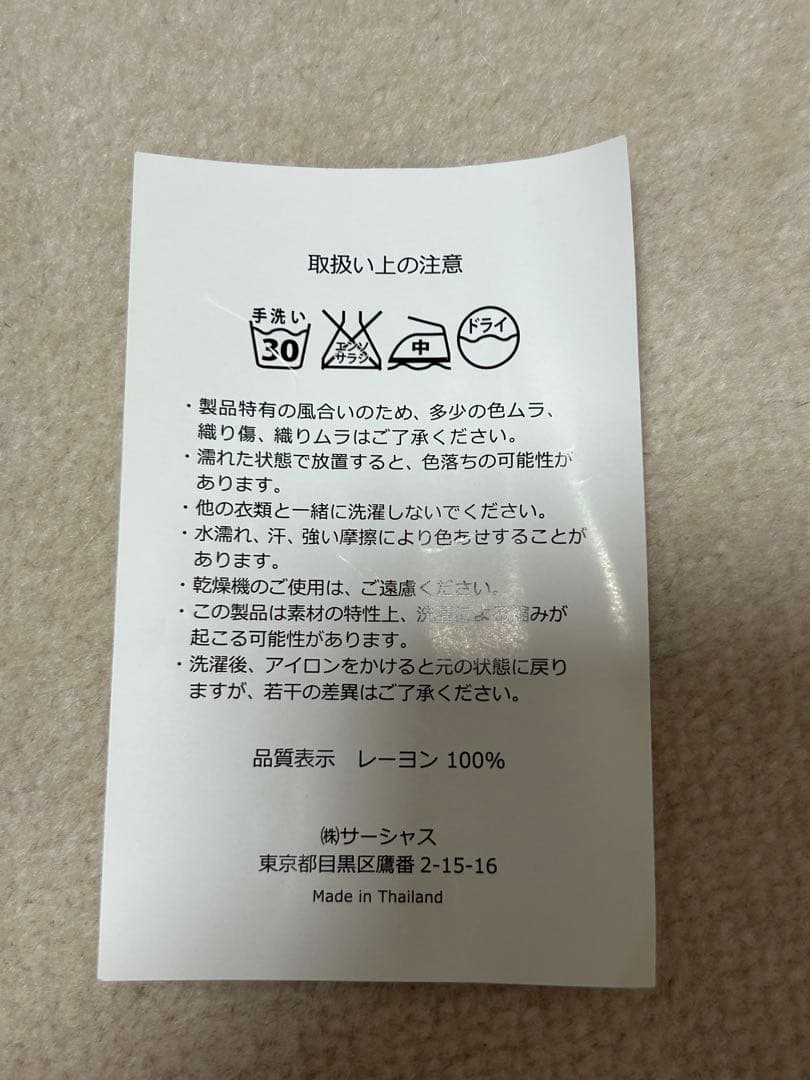 取扱い上の注意
手洗い
30
エンソ
サラシ
中
ドライ
・製品特有の風合いのため、多少の色ムラ、
織り傷、織りムラはご了承ください。
・濡れた状態で放置すると、色落ちの可能性が
あります。
・他の衣類と一緒に洗濯しないでください。
・水濡れ、汗、強い摩擦により色あせすることが
あります。
・乾燥機のご使用は、ご遠慮ください。
・この製品は素材の特性上、洗濯による縮みが
起こる可能性があります。
・洗濯後、アイロンをかけると元の状態に戻り
ますが、若干の差異はご了承ください。
品質表示 レーヨン 100%
㈱サーシャス
東京都目黒区鷹番 2-15-16
Made in Thailand